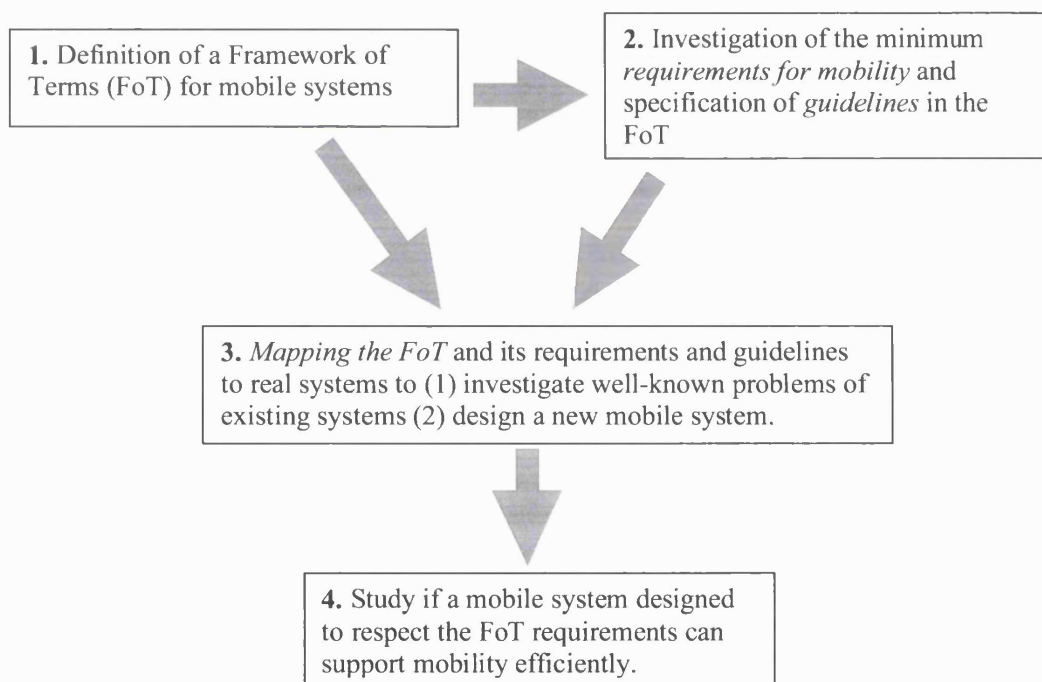 1. Definition of a Framework of
Terms (FoT) for mobile systems
2. Investigation of the minimum
requirements for mobility and
specification of guidelines in the
FoT
3. Mapping the FoT and its requirements and guidelines
to real systems to (1) investigate well-known problems of
existing systems (2) design a new mobile system.
4. Study if a mobile system designed
to respect the FoT requirements can
support mobility efficiently.